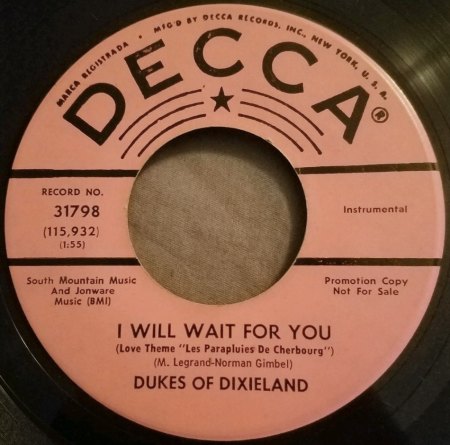 MARCA REGISTRADA • MFG'D BY DECCA RECORDS, INC., NEW YORK, U. S. A.
DECCA®
RECORD NO.
31798
(115,932)
(1:55)
Instrumental
South Mountain Music
And Jonware
Music (BMI)
Promotion Copy
Not For Sale
I WILL WAIT FOR YOU
(Love Theme "Les Parapluies De Cherbourg")
(M. Legrand-Norman Gimbel)
DUKES OF DIXIELAND